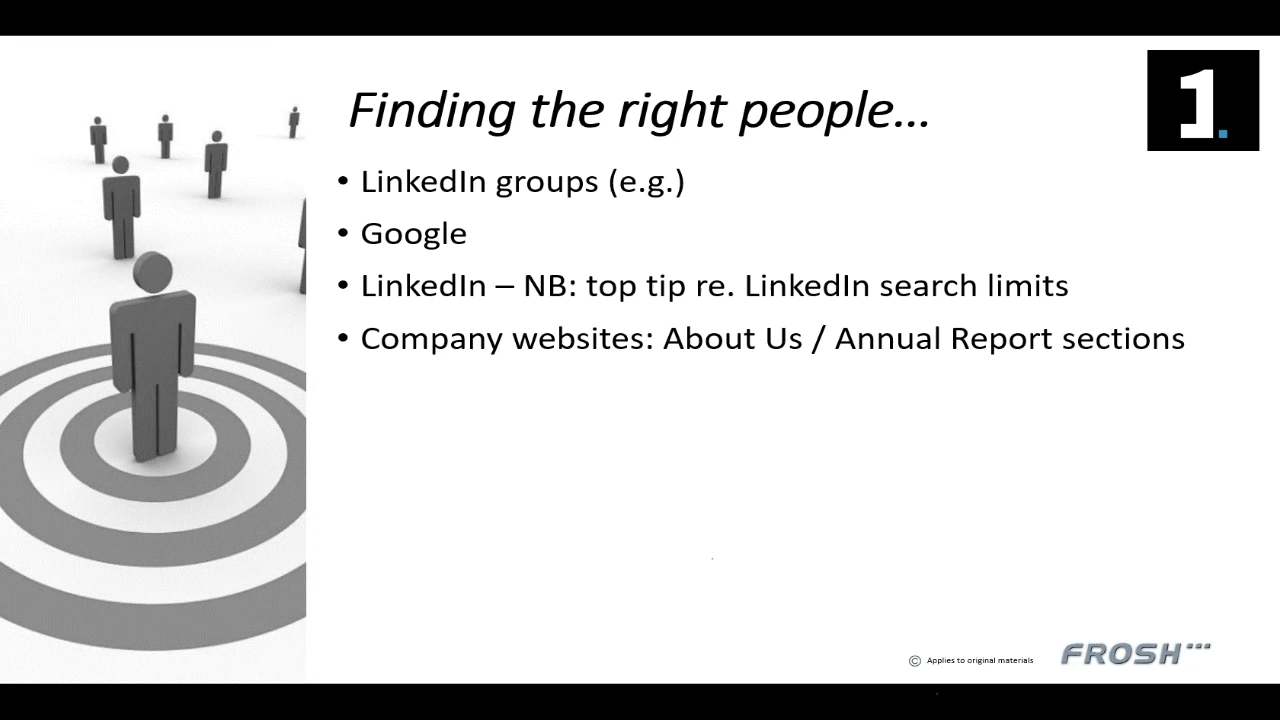 1.
Finding the right people...
• LinkedIn groups (e.g.)
• Google
• LinkedIn – NB: top tip re. LinkedIn search limits
• Company websites: About Us / Annual Report sections
© Applies to original materials
FROSH